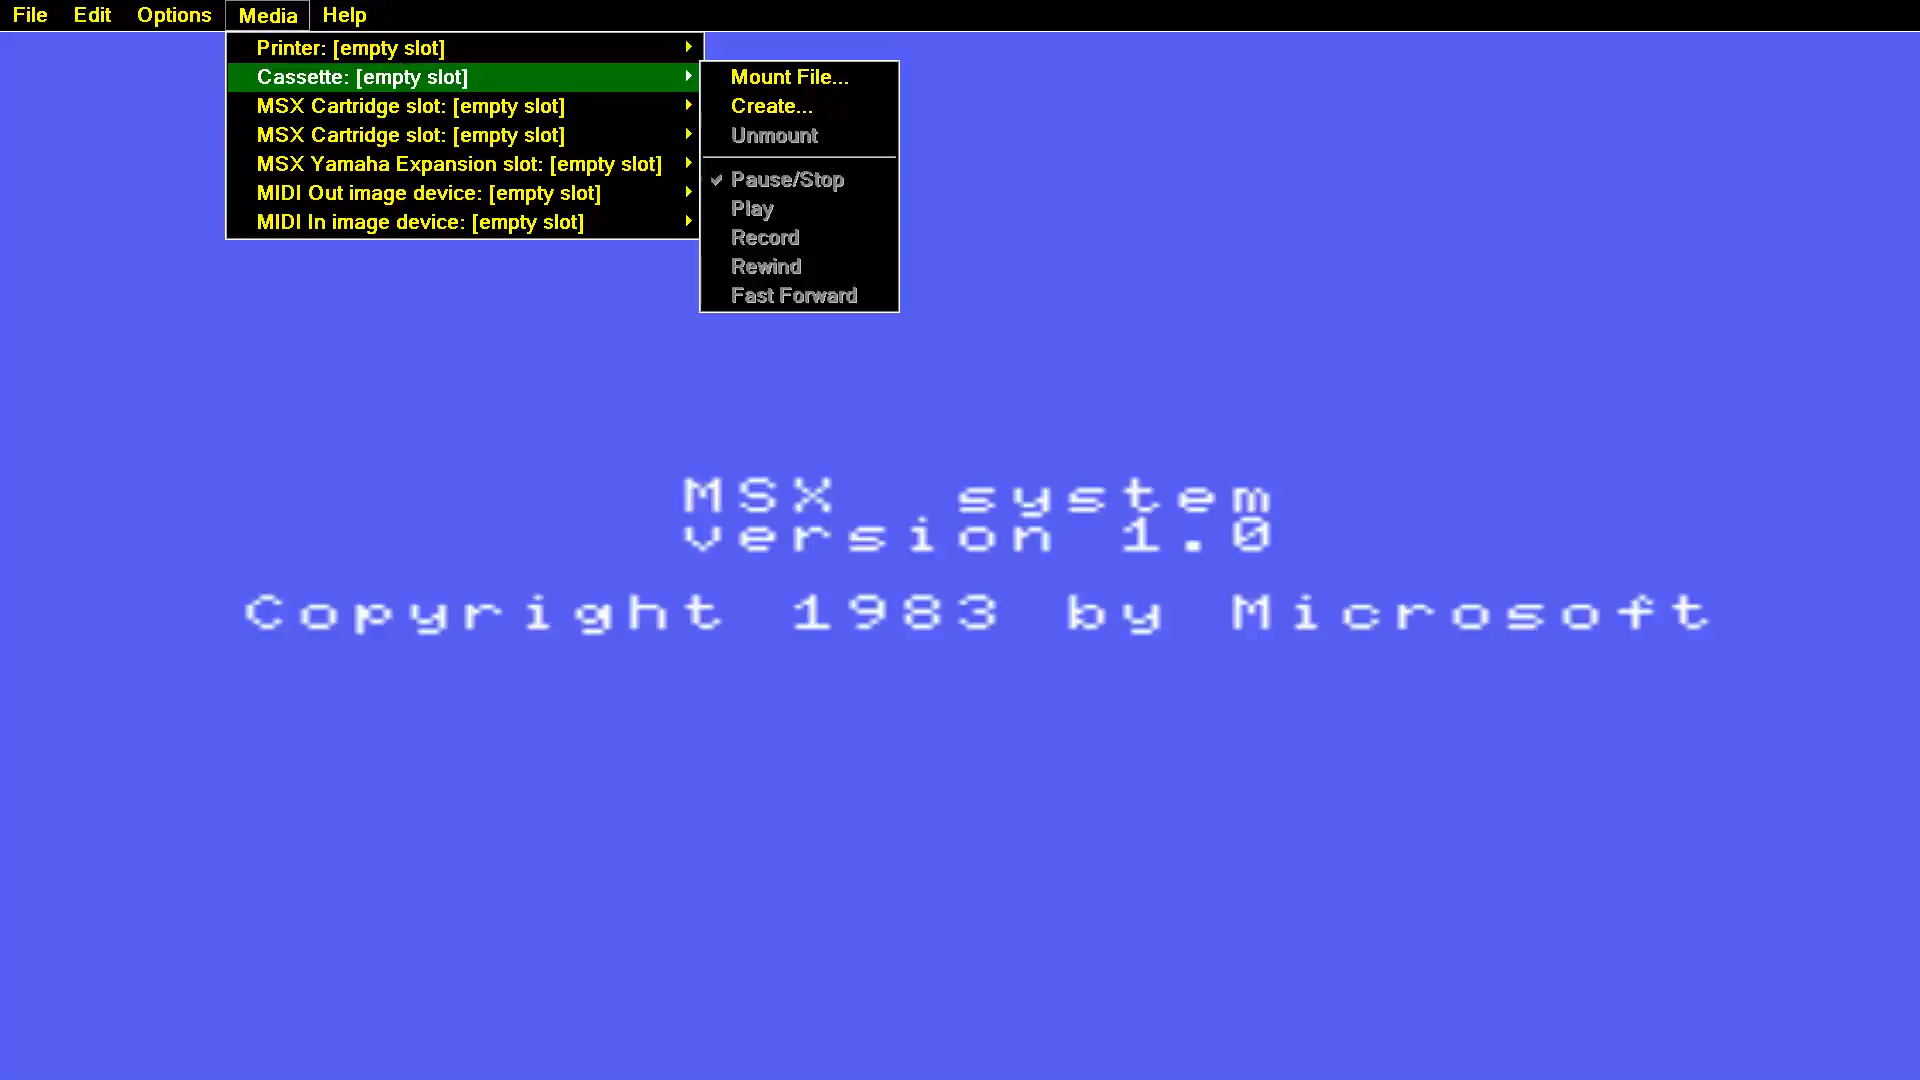 File Edit Options Media Help
Printer: [empty slot]
Cassette: [empty slot]
MSX Cartridge slot: [empty slot]
MSX Cartridge slot: [empty slot]
MSX Yamaha Expansion slot: [empty slot]
MIDI Out image device: [empty slot]
MIDI In image device: [empty slot]
Mount File...
Create...
Unmount
Pause/Stop
Play
Record
Rewind
Fast Forward
MSX system
version 1.0
Copyright 1983 by Microsoft